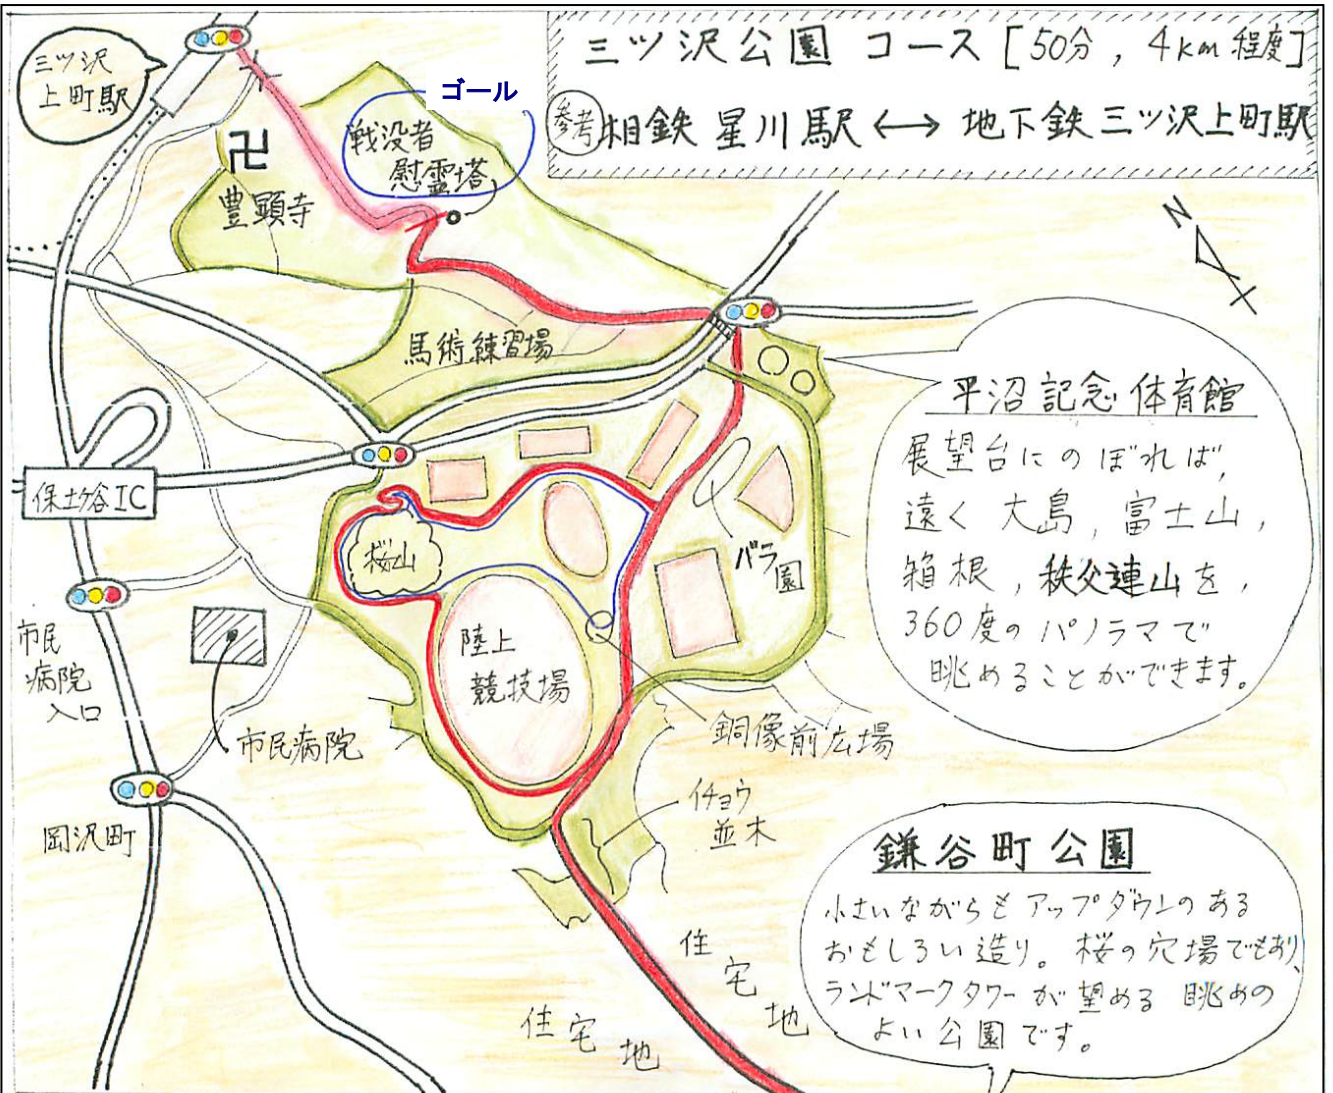 三ツ沢公園 コース [50分, 4km程度]
参考 相鉄 星川駅 ⟷ 地下鉄 三ツ沢上町駅
三ツ沢
上町駅
ゴール
戦没者
慰霊塔
卍
豊顕寺
N
馬術練習場
平沼記念体育館
展望台にのぼれば,
遠く 大島, 富士山,
箱根, 秩父連山を,
360度のパノラマで
眺めることができます。
保土ヶ谷IC
桜山
バラ園
陸上
競技場
市民
病院
入口
市民病院
銅像前広場
イチョウ
並木
岡沢町
鎌谷町公園
小さいながらもアップダウンのある
おもしろい造り。桜の穴場でもあり、
ランドマークタワーが望める 眺めの
よい公園です。
住宅地
住宅地